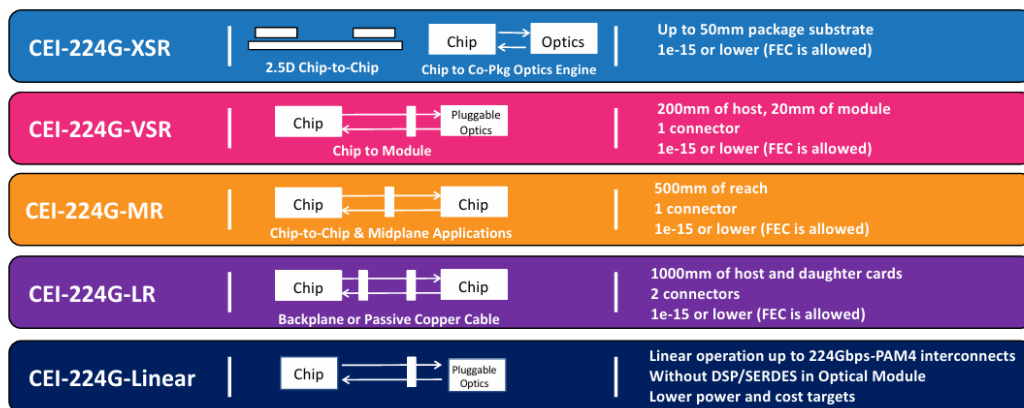 CEI-224G-XSR
2.5D Chip-to-Chip
Chip
Optics
Chip to Co-Pkg Optics Engine
Up to 50mm package substrate
1e-15 or lower (FEC is allowed)
CEI-224G-VSR
Chip
Pluggable
Optics
Chip to Module
200mm of host, 20mm of module
1 connector
1e-15 or lower (FEC is allowed)
CEI-224G-MR
Chip
Chip
Chip-to-Chip & Midplane Applications
500mm of reach
1 connector
1e-15 or lower (FEC is allowed)
CEI-224G-LR
Chip
Chip
Backplane or Passive Copper Cable
1000mm of host and daughter cards
2 connectors
1e-15 or lower (FEC is allowed)
CEI-224G-Linear
Chip
Pluggable
Optics
Linear operation up to 224Gbps-PAM4 interconnects
Without DSP/SERDES in Optical Module
Lower power and cost targets